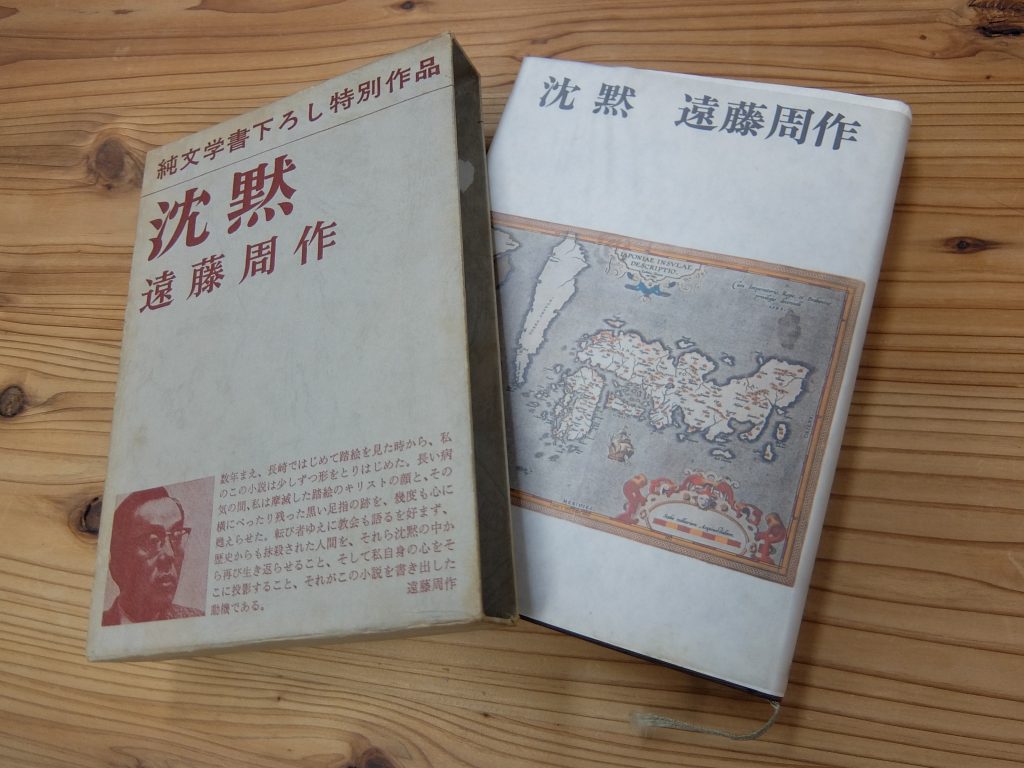 純文学書下ろし特別作品
沈黙
遠藤周作
数年まえ、長崎ではじめて踏絵を見た時から、私
のこの小説は少しずつ形をとりはじめた。長い病
気の間、私は摩滅した踏絵のキリストの顔と、その
横にべったり残った黒い足指の跡を、幾度も心に
甦えらせた。転び者ゆえに教会も語るを好まず、
歴史からも抹殺された人間を、それら沈黙の中か
ら再び生き返らせること、そして私自身の心をそ
こに投影すること、それがこの小説を書き出した
動機である。
遠藤周作
沈黙 遠藤周作
IAPONIAE INSVLAE
DESCRIPTIO.